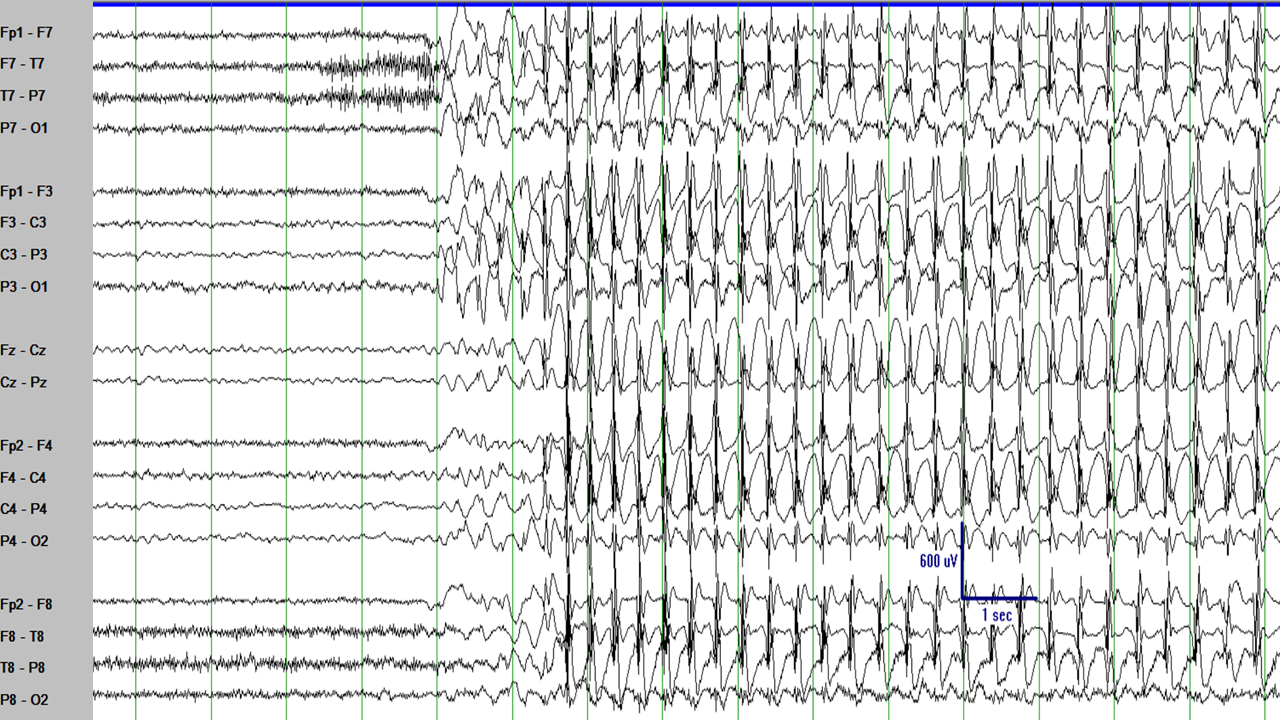 Fp1 - F7
F7 - T7
T7 - P7
P7 - O1
Fp1 - F3
F3 - C3
C3 - P3
P3 - O1
Fz - Cz
Cz - Pz
Fp2 - F4
F4 - C4
C4 - P4
P4 - O2
600 uV
Fp2 - F8
1 sec
F8 - T8
T8 - P8
P8 - O2